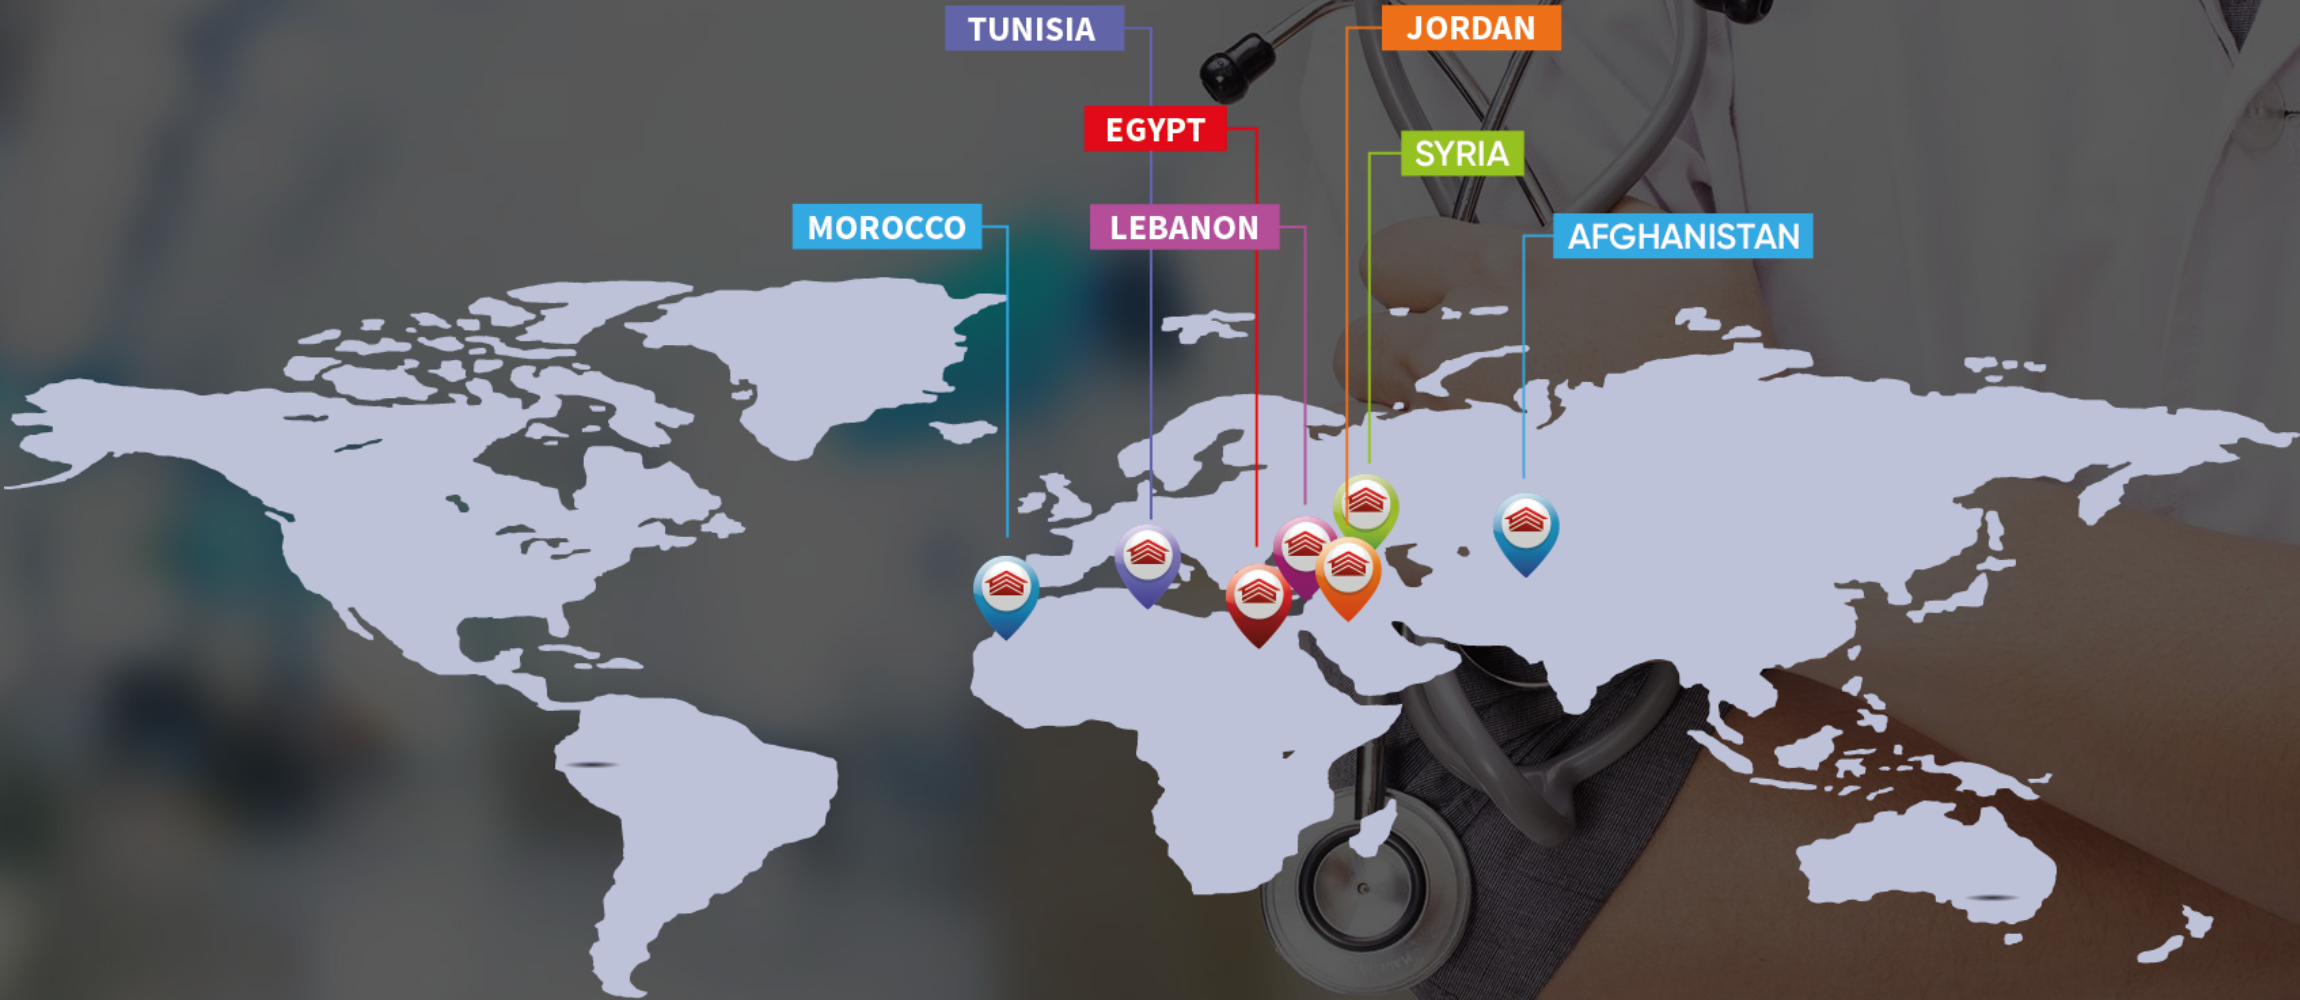 TUNISIA
JORDAN
EGYPT
SYRIA
MOROCCO
LEBANON
AFGHANISTAN